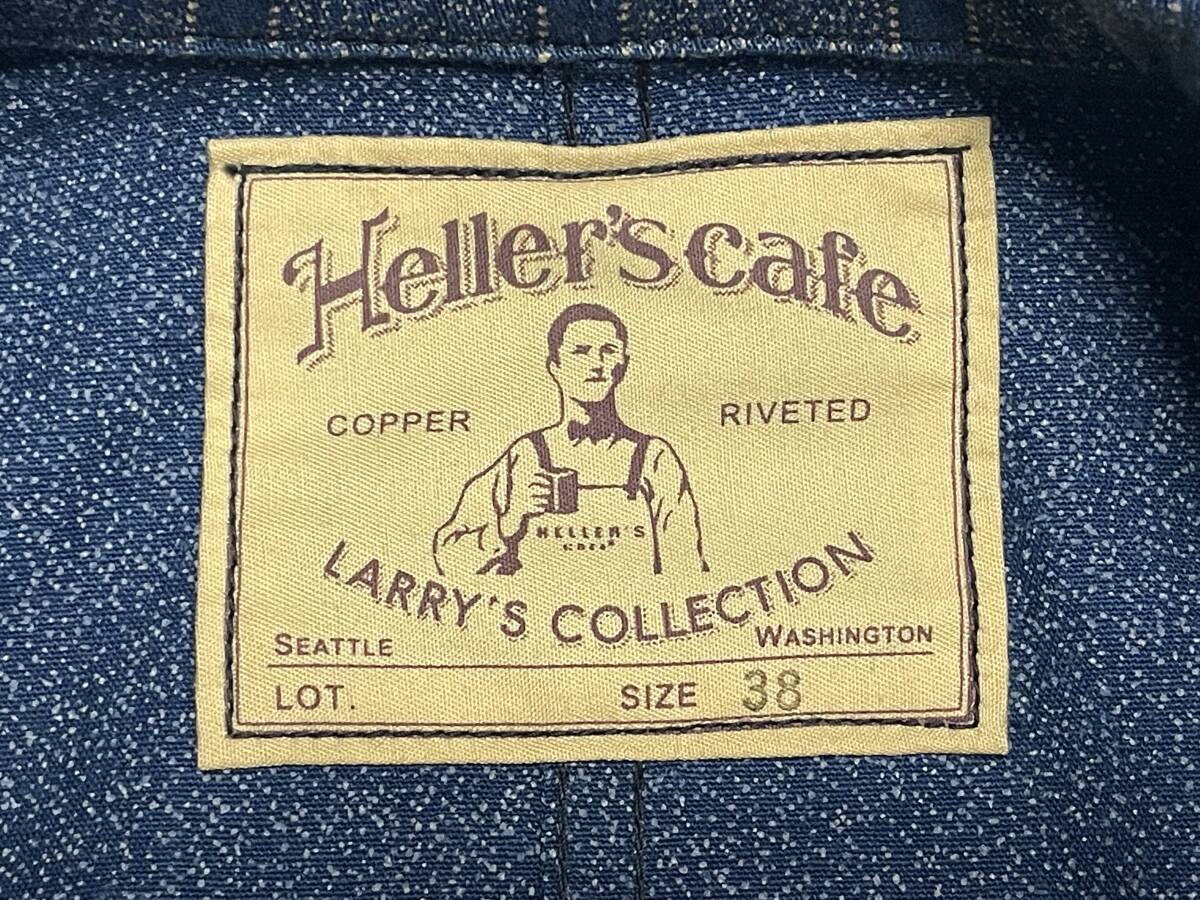 Heller's cafe
COPPER RIVETED
HELLER'S
CAFE
LARRY'S COLLECTION
SEATTLE WASHINGTON
LOT. SIZE 38